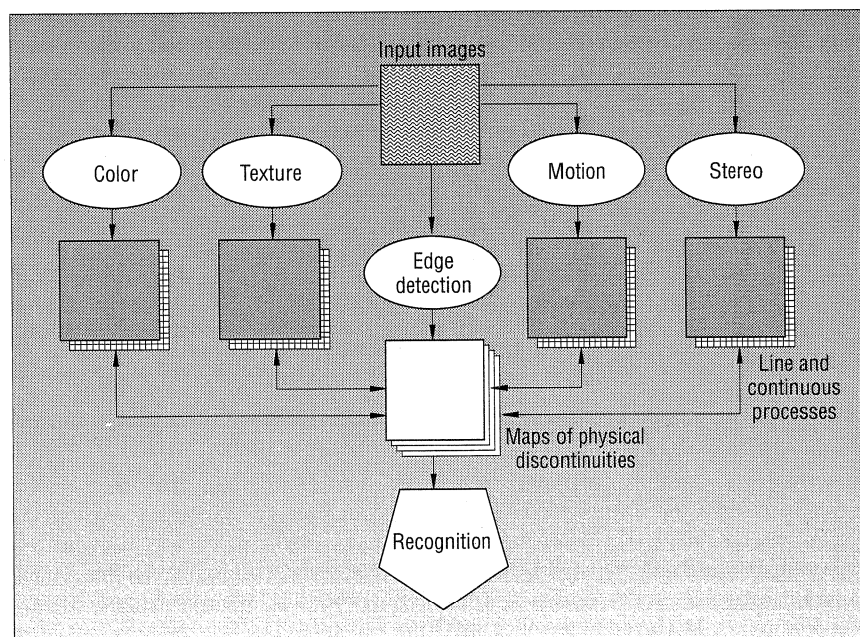 Input images
Color
Texture
Motion
Stereo
Edge
detection
Line and
continuous
processes
Maps of physical
discontinuities
Recognition